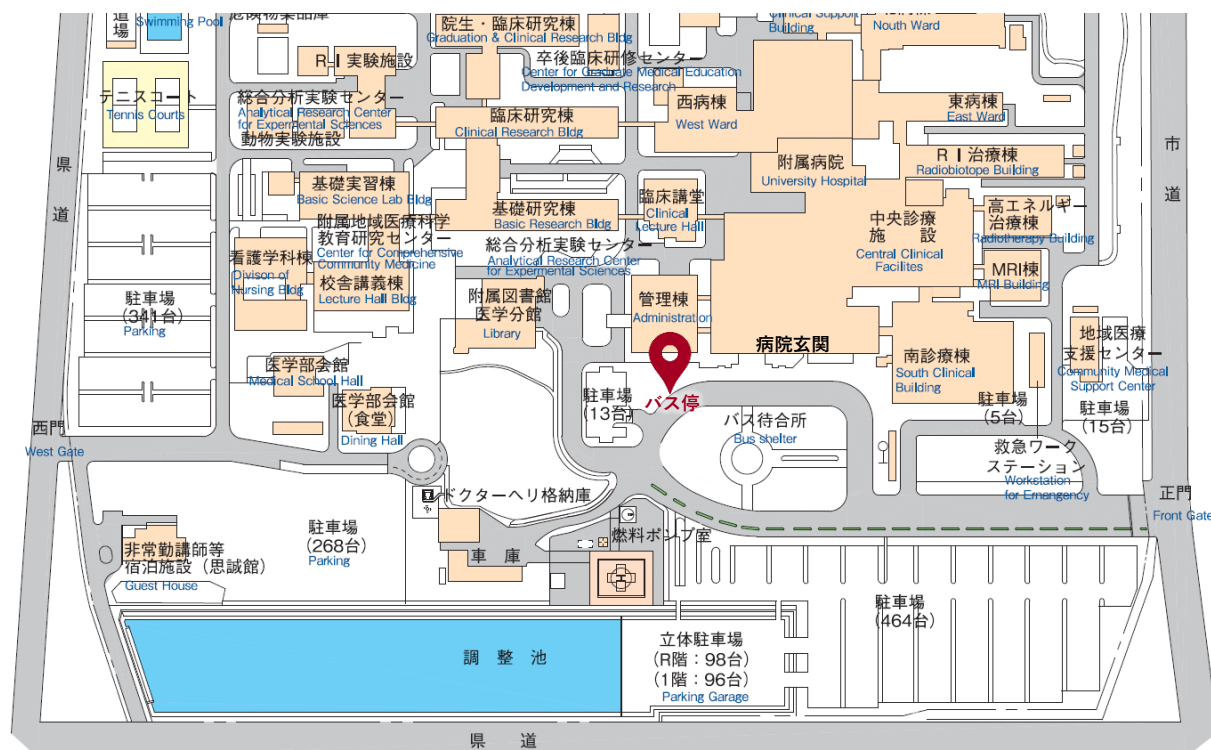 道
場
Swimming Pool
危険物薬品庫
院生・臨床研究棟
Graduation & Clinical Research Bldg
Clinical Support
Building
Nouth Ward
R-I 実験施設
卒後臨床研修センター
Center for Graduate Medical Education
Development and Research
テニスコート
Tennis Courts
総合分析実験センター
Analytical Research Center
for Expermental Sciences
動物実験施設
臨床研究棟
Clinical Research Bldg
西病棟
West Ward
東病棟
East Ward
県
道
市
道
附属病院
University Hospital
R I 治療棟
Radiobiotope Building
基礎実習棟
Basic Science Lab Bldg
基礎研究棟
Basic Research Bldg
臨床講堂
Clinical
Lecture Hall
中央診療
施 設
Central Clinical
Facilites
高エネルギー
治療棟
Radiotherapy Building
附属地域医療科学
教育研究センター
Center for Comprehensive
Community Medicine
看護学科棟
Divison of
Nursing Bldg
校舎講義棟
Lecture Hall Bldg
総合分析実験センター
Analytical Research Center
for Expermental Sciences
MRI棟
MRI Building
駐車場
(341台)
Parking
附属図書館
医学分館
Library
管理棟
Administration
病院玄関
南診療棟
South Clinical
Building
地域医療
支援センター
Community Medical
Support Center
医学部会館
Medical School Hall
医学部会館
(食堂)
Dining Hall
駐車場
(13台)
バス停
バス待合所
Bus shelter
駐車場
(5台)
駐車場
(15台)
西門
West Gate
救急ワーク
ステーション
Workstation
for Emangency
正門
Front Gate
ドクターヘリ格納庫
駐車場
(268台)
Parking
燃料ポンプ室
非常勤講師等
宿泊施設（思誠館）
Guest House
車 庫
駐車場
(464台)
調 整 池
立体駐車場
(R階：98台)
(1階：96台)
Parking Garage
県 道